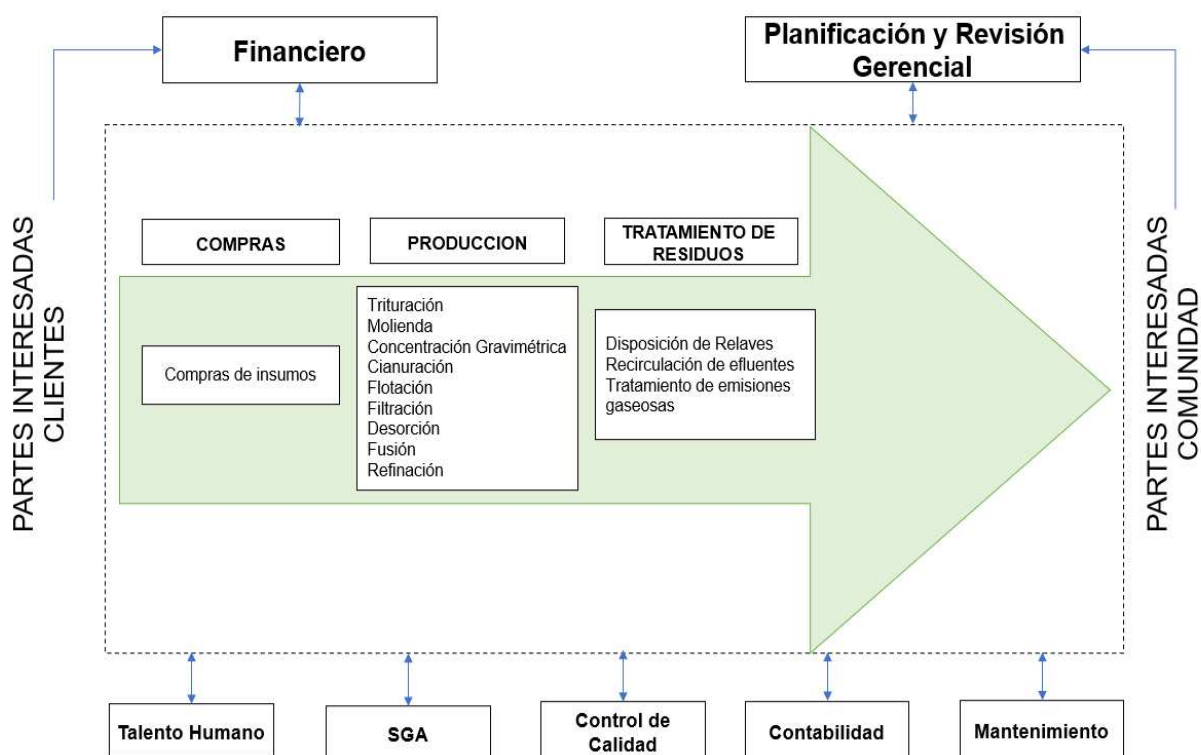 Financiero
Planificación y Revisión
Gerencial
PARTES INTERESADAS
CLIENTES
COMPRAS
PRODUCCION
TRATAMIENTO DE
RESIDUOS
Compras de insumos
Trituración
Molienda
Concentración Gravimétrica
Cianuración
Flotación
Filtración
Desorción
Fusión
Refinación
Disposición de Relaves
Recirculación de efluentes
Tratamiento de emisiones
gaseosas
PARTES INTERESADAS
COMUNIDAD
Talento Humano
SGA
Control de
Calidad
Contabilidad
Mantenimiento